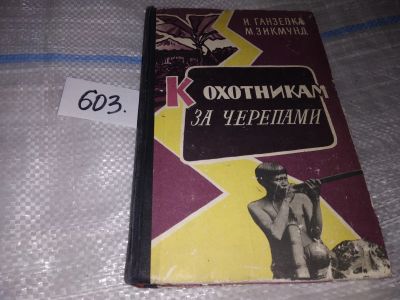 И. ГАНЗЕЛКА
М. ЗИКМУНД
К ОХОТНИКАМ
ЗА ЧЕРЕПАМИ
603.